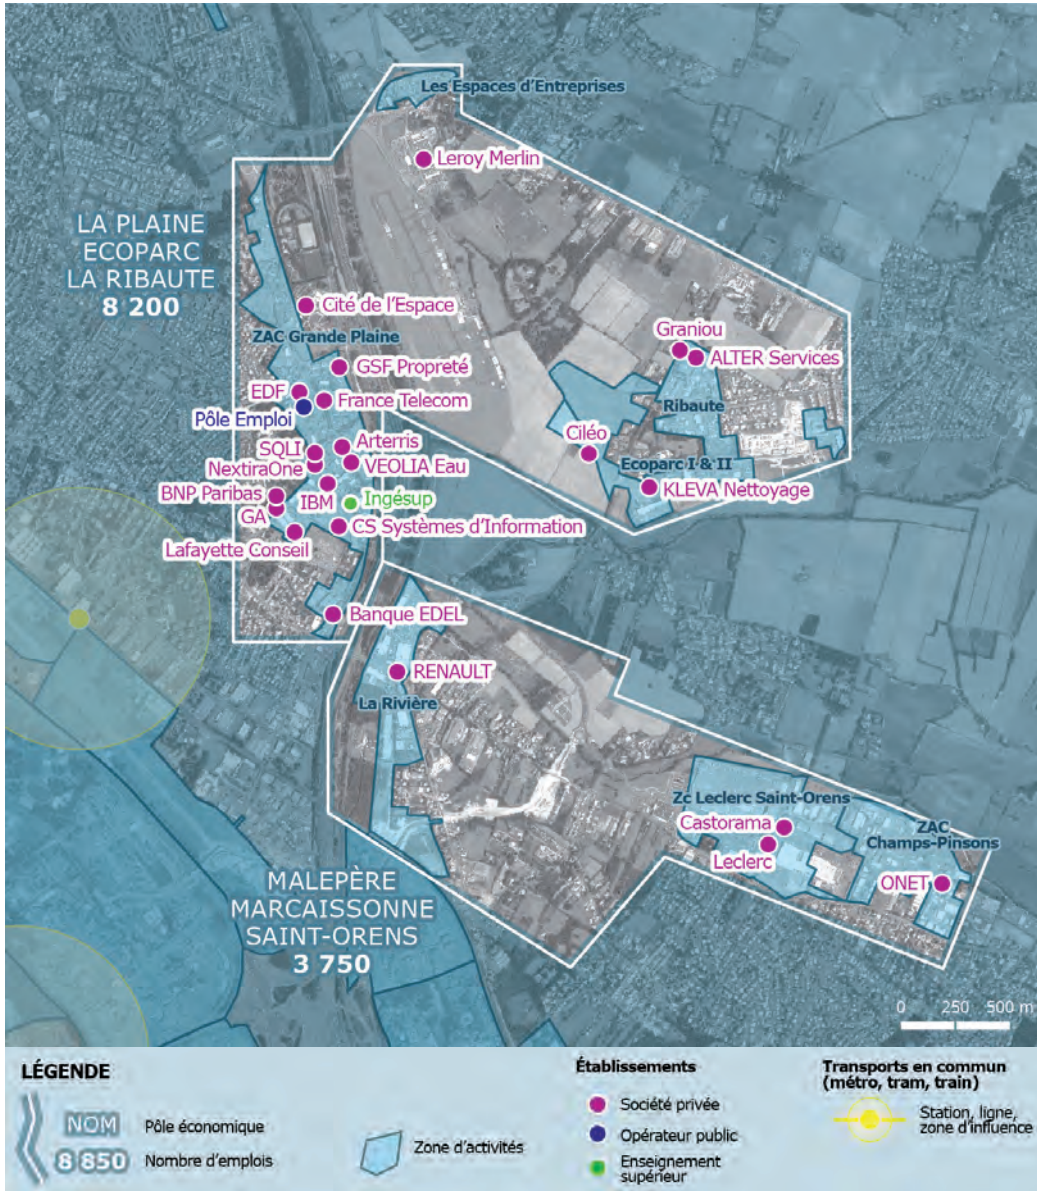 Les Espaces d'Entreprises
Leroy Merlin
LA PLAINE
ECOPARC
LA RIBAUTE
8 200
Cité de l'Espace
ZAC Grande Plaine
Graniou
ALTER Services
GSF Propreté
EDF
France Telecom
Pôle Emploi
Ribaute
Ciléo
Arterris
SQLI
VEOLIA Eau
NextiraOne
Ecoparc I & II
KLEVA Nettoyage
BNP Paribas
IBM
Ingésup
GA
CS Systèmes d'Information
Lafayette Conseil
Banque EDEL
RENAULT
La Rivière
Zc Leclerc Saint-Orens
Castorama
Leclerc
ZAC
Champs-Pinsons
ONET
MALEPÈRE
MARCAISSONNE
SAINT-ORENS
3 750
0 250 500 m
LÉGENDE
NOM
Pôle économique
8 850
Nombre d'emplois
Zone d'activités
Établissements
Société privée
Opérateur public
Enseignement
supérieur
Transports en commun
(métro, tram, train)
Station, ligne,
zone d'influence